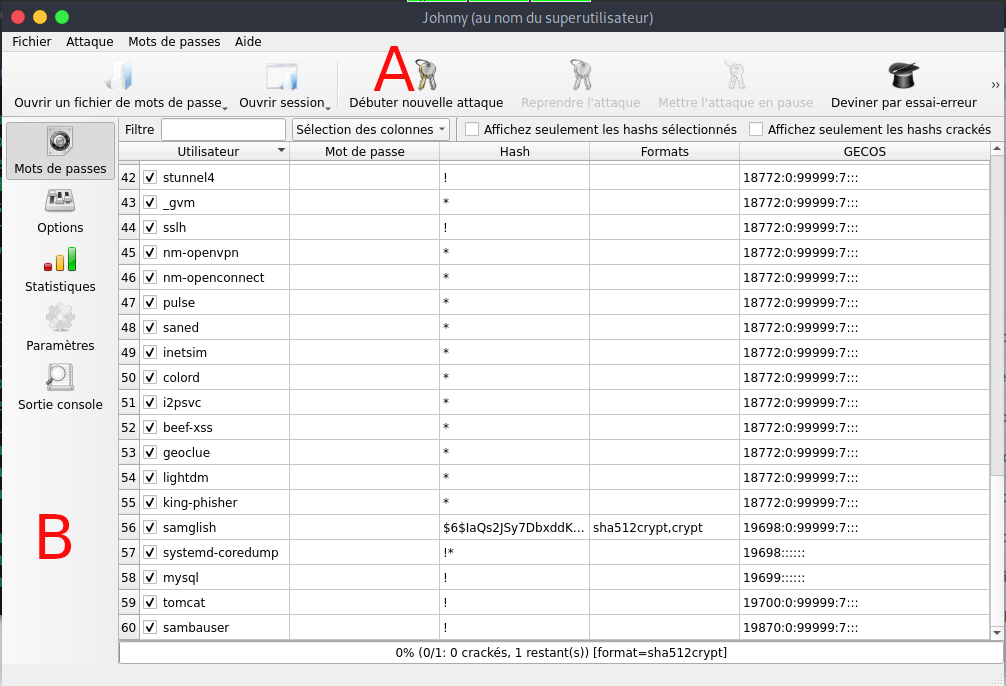 Johnny (au nom du superutilisateur)
Fichier Attaque Mots de passes Aide
A
Ouvrir un fichier de mots de passe Ouvrir session Débuter nouvelle attaque Reprendre l'attaque Mettre l'attaque en pause Deviner par essai-erreur »
Mots de passes
Options
Statistiques
Paramètres
Sortie console
B
Filtre Sélection des colonnes Affichez seulement les hashs sélectionnés Affichez seulement les hashs crackés
Utilisateur Mot de passe Hash Formats GECOS
42 stunnel4 ! 18772:0:99999:7:::
43 _gvm * 18772:0:99999:7:::
44 sslh ! 18772:0:99999:7:::
45 nm-openvpn * 18772:0:99999:7:::
46 nm-openconnect * 18772:0:99999:7:::
47 pulse * 18772:0:99999:7:::
48 saned * 18772:0:99999:7:::
49 inetsim * 18772:0:99999:7:::
50 colord * 18772:0:99999:7:::
51 i2psvc * 18772:0:99999:7:::
52 beef-xss * 18772:0:99999:7:::
53 geoclue * 18772:0:99999:7:::
54 lightdm * 18772:0:99999:7:::
55 king-phisher * 18772:0:99999:7:::
56 samglish $6$IaQs2JSy7DbxddK... sha512crypt,crypt 19698:0:99999:7:::
57 systemd-coredump !* 19698::::::
58 mysql ! 19699::::::
59 tomcat ! 19700:0:99999:7:::
60 sambauser ! 19870:0:99999:7:::
0% (0/1: 0 crackés, 1 restant(s)) [format=sha512crypt]